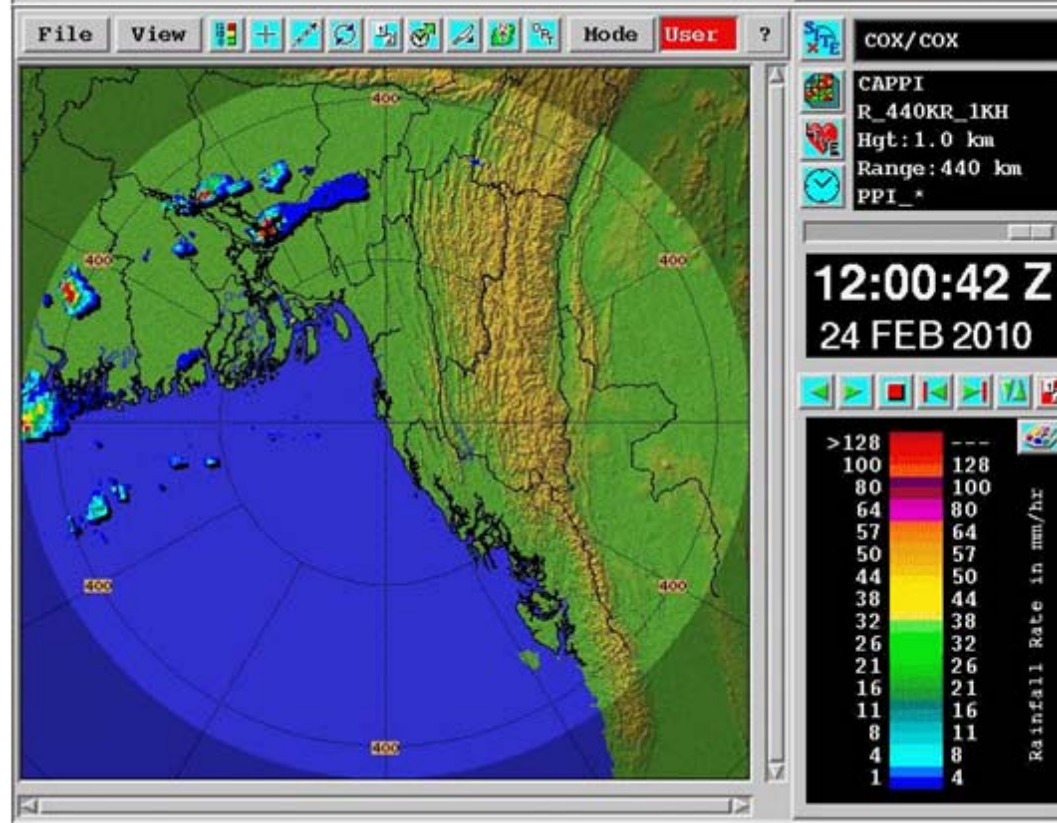 File View Mode User ?
SITE
COX/COX
CAPPI
R_440KR_1KH
Hgt:1.0 km
Range:440 km
PPI_*
400
400
400
400
400
400
12:00:42 Z
24 FEB 2010
>128 ---
100 128
80 100
64 80
57 64
50 57
44 50
38 44
32 38
26 32
21 26
16 21
11 16
8 11
4 8
1 4
Rainfall Rate in mm/hr